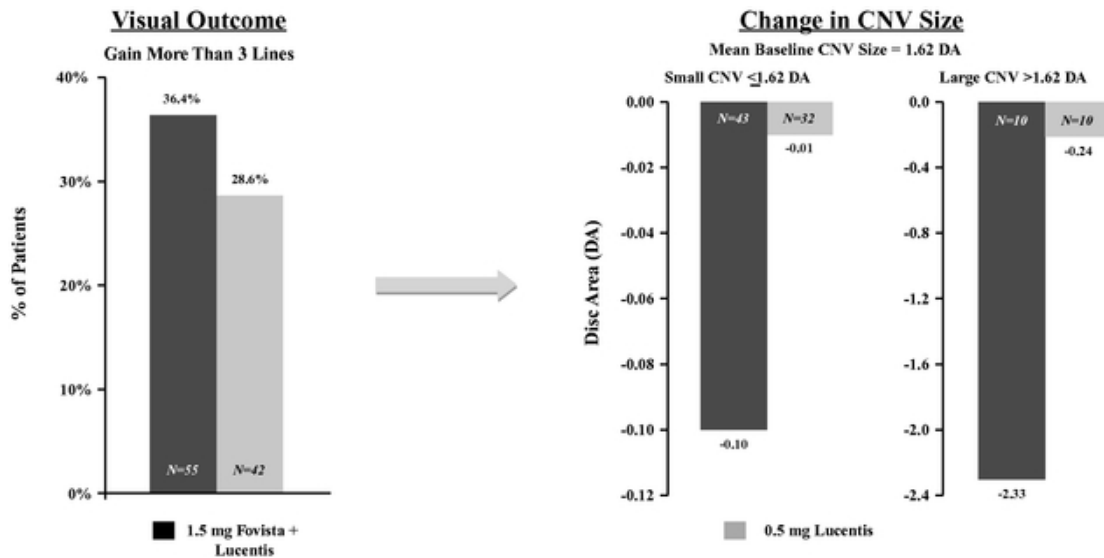 Visual Outcome
Gain More Than 3 Lines
40%
30%
20%
10%
0%
% of Patients
36.4%
28.6%
N=55
N=42
Change in CNV Size
Mean Baseline CNV Size = 1.62 DA
Small CNV ≤1.62 DA
Large CNV >1.62 DA
Disc Area (DA)
0.00
-0.02
-0.04
-0.06
-0.08
-0.10
-0.12
N=43
N=32
-0.01
-0.10
0.0
-0.4
-0.8
-1.2
-1.6
-2.0
-2.4
N=10
N=10
-0.24
-2.33
1.5 mg Fovista +
Lucentis
0.5 mg Lucentis